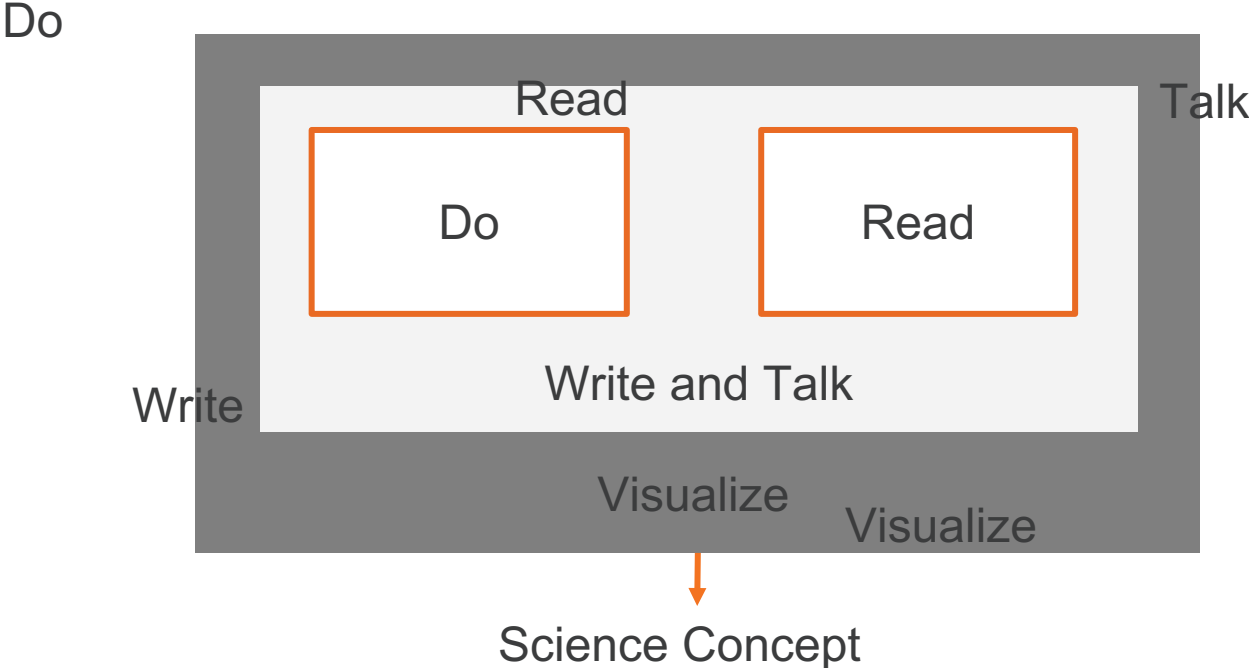 Do
Read
Talk
Do
Read
Write and Talk
Write
Visualize
Visualize
Science Concept